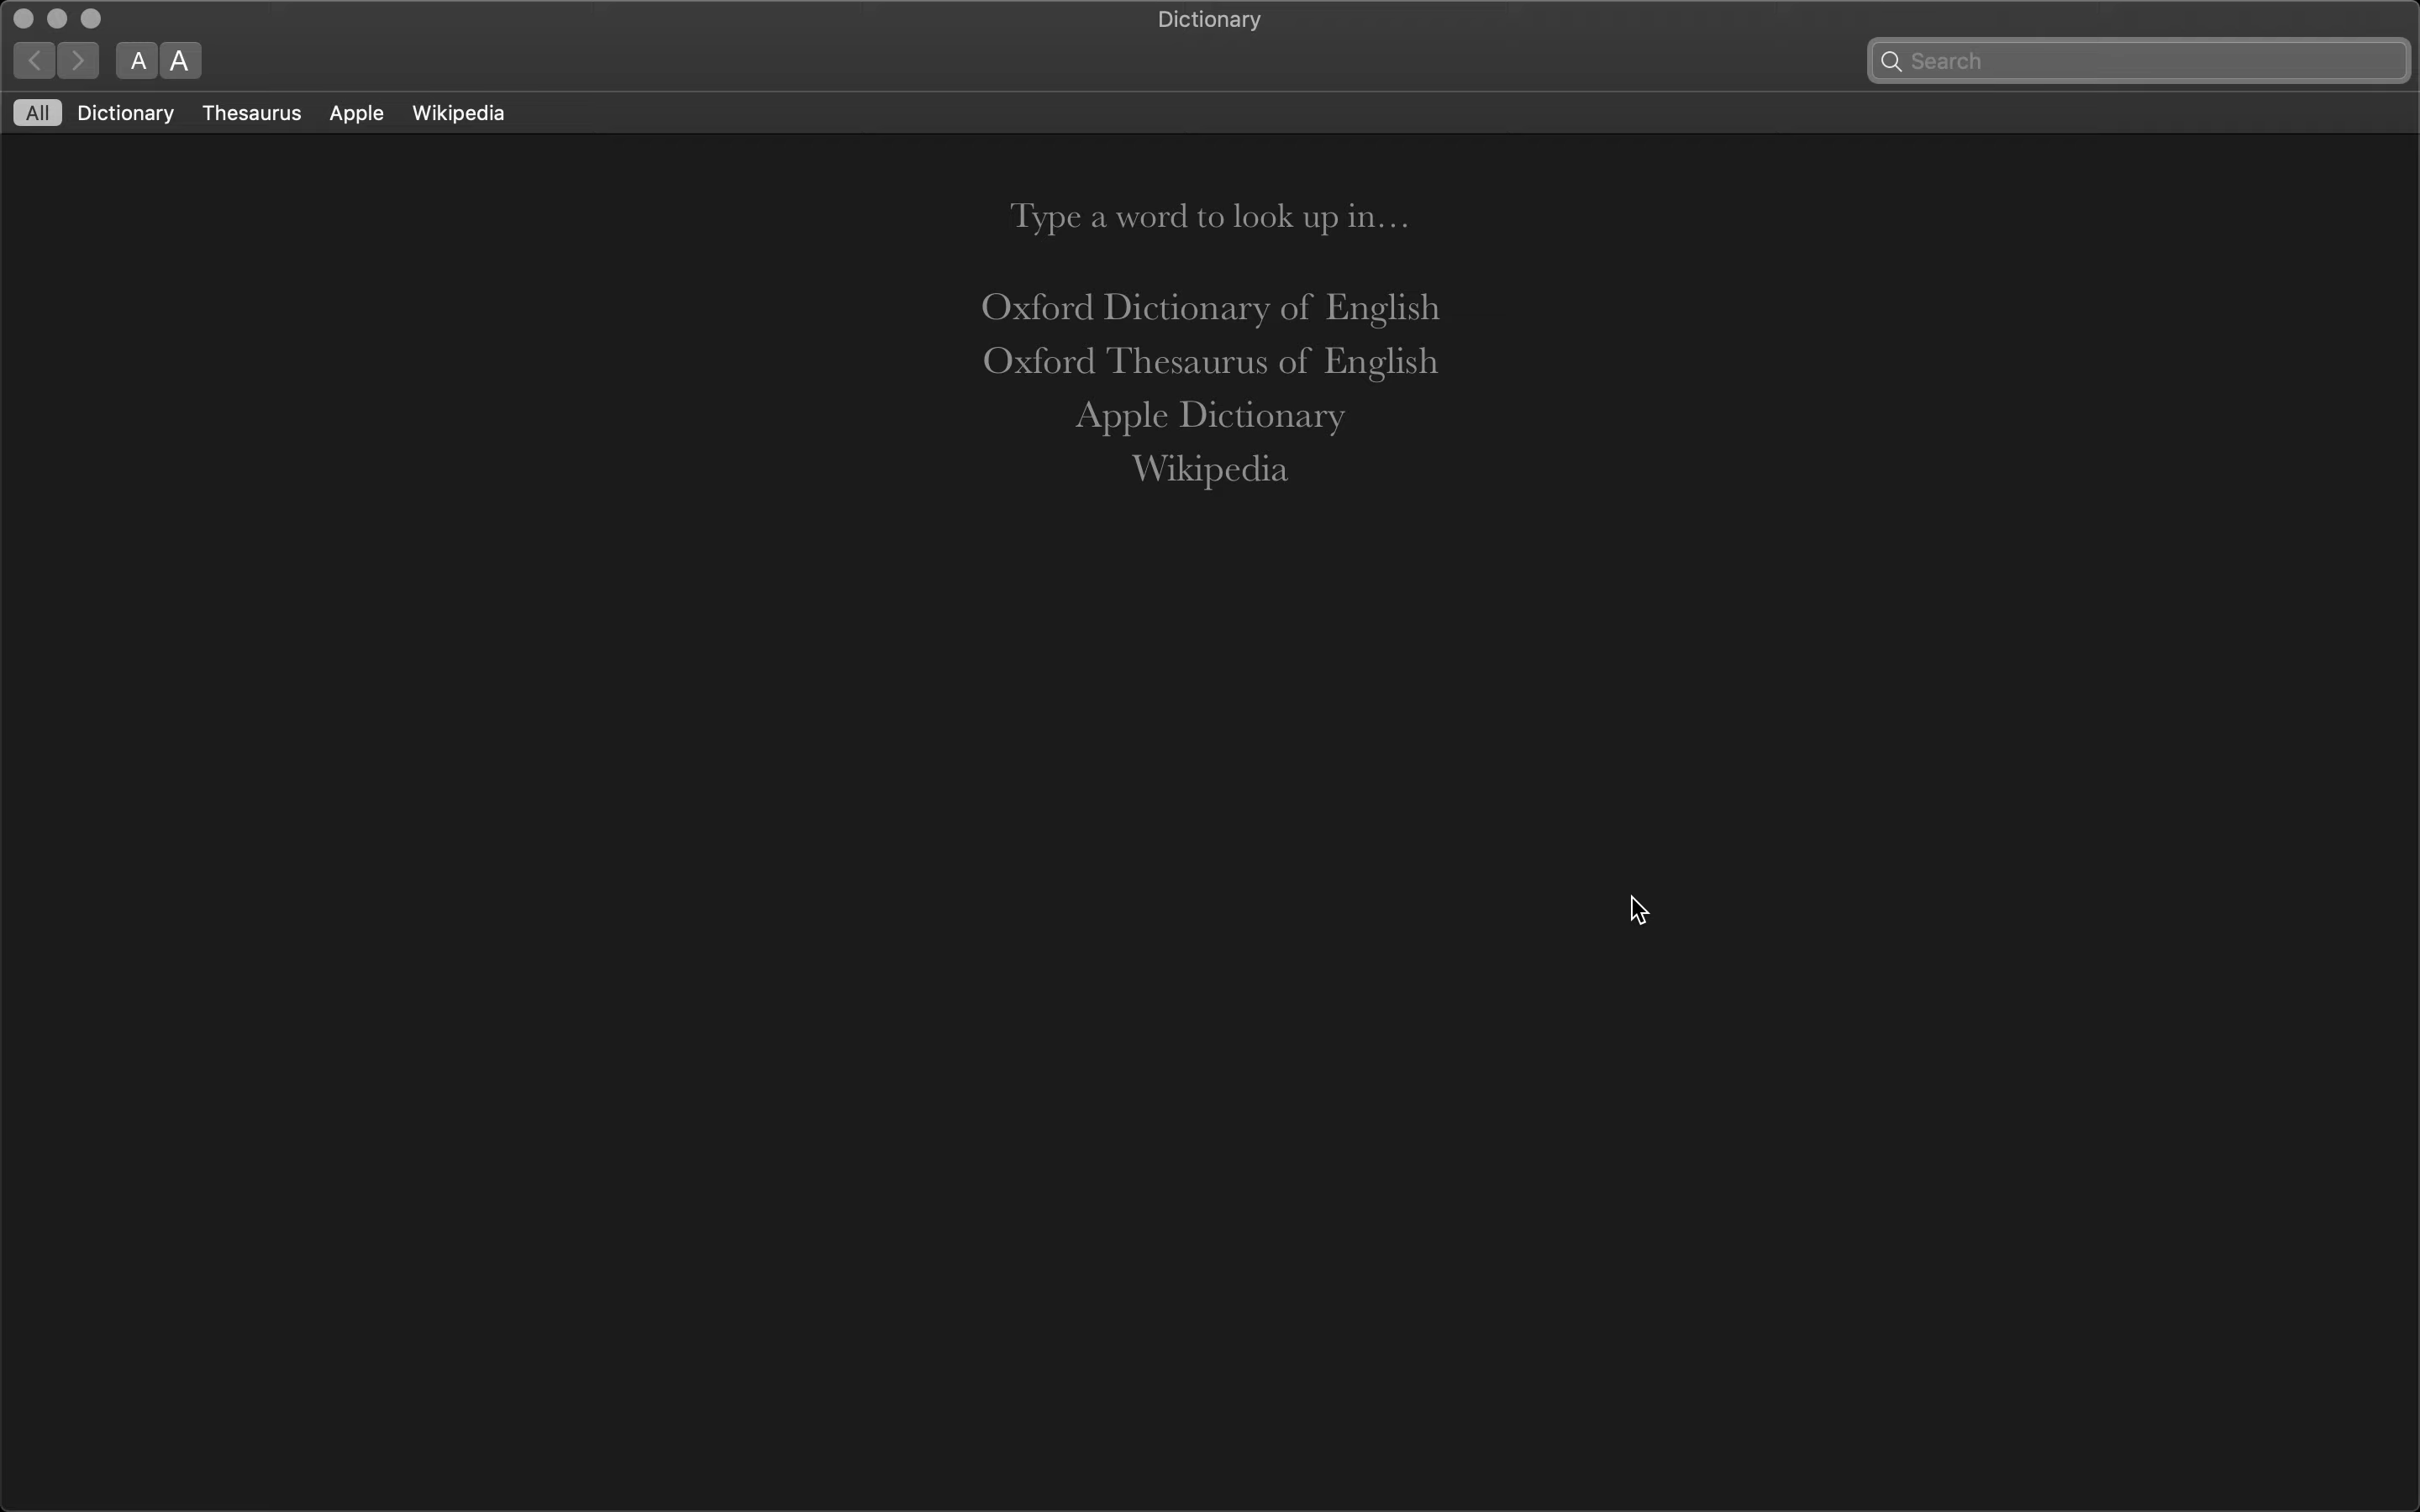 Dictionary
A A
Search
All Dictionary Thesaurus Apple Wikipedia
Type a word to look up in…
Oxford Dictionary of English
Oxford Thesaurus of English
Apple Dictionary
Wikipedia